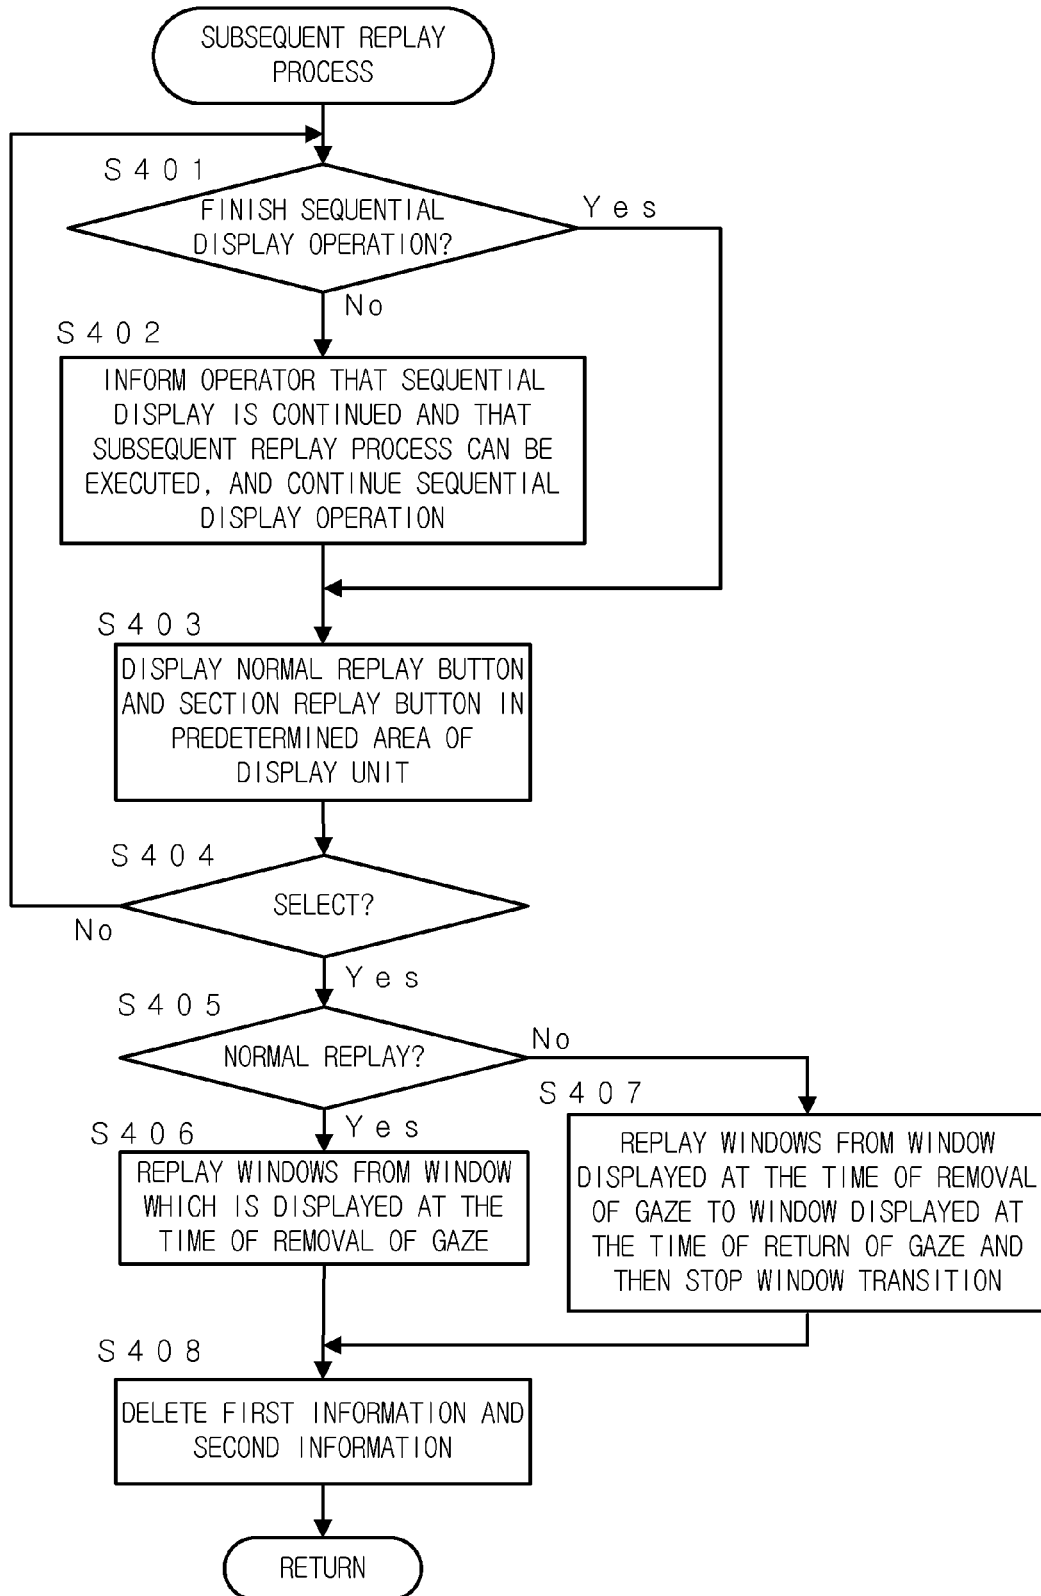 SUBSEQUENT REPLAY
PROCESS
S401
FINISH SEQUENTIAL
DISPLAY OPERATION?
Yes
No
S402
INFORM OPERATOR THAT SEQUENTIAL
DISPLAY IS CONTINUED AND THAT
SUBSEQUENT REPLAY PROCESS CAN BE
EXECUTED, AND CONTINUE SEQUENTIAL
DISPLAY OPERATION
S403
DISPLAY NORMAL REPLAY BUTTON
AND SECTION REPLAY BUTTON IN
PREDETERMINED AREA OF
DISPLAY UNIT
S404
SELECT?
No
Yes
S405
NORMAL REPLAY?
No
Yes
S406
REPLAY WINDOWS FROM WINDOW
WHICH IS DISPLAYED AT THE
TIME OF REMOVAL OF GAZE
S407
REPLAY WINDOWS FROM WINDOW
DISPLAYED AT THE TIME OF REMOVAL
OF GAZE TO WINDOW DISPLAYED AT
THE TIME OF RETURN OF GAZE AND
THEN STOP WINDOW TRANSITION
S408
DELETE FIRST INFORMATION AND
SECOND INFORMATION
RETURN